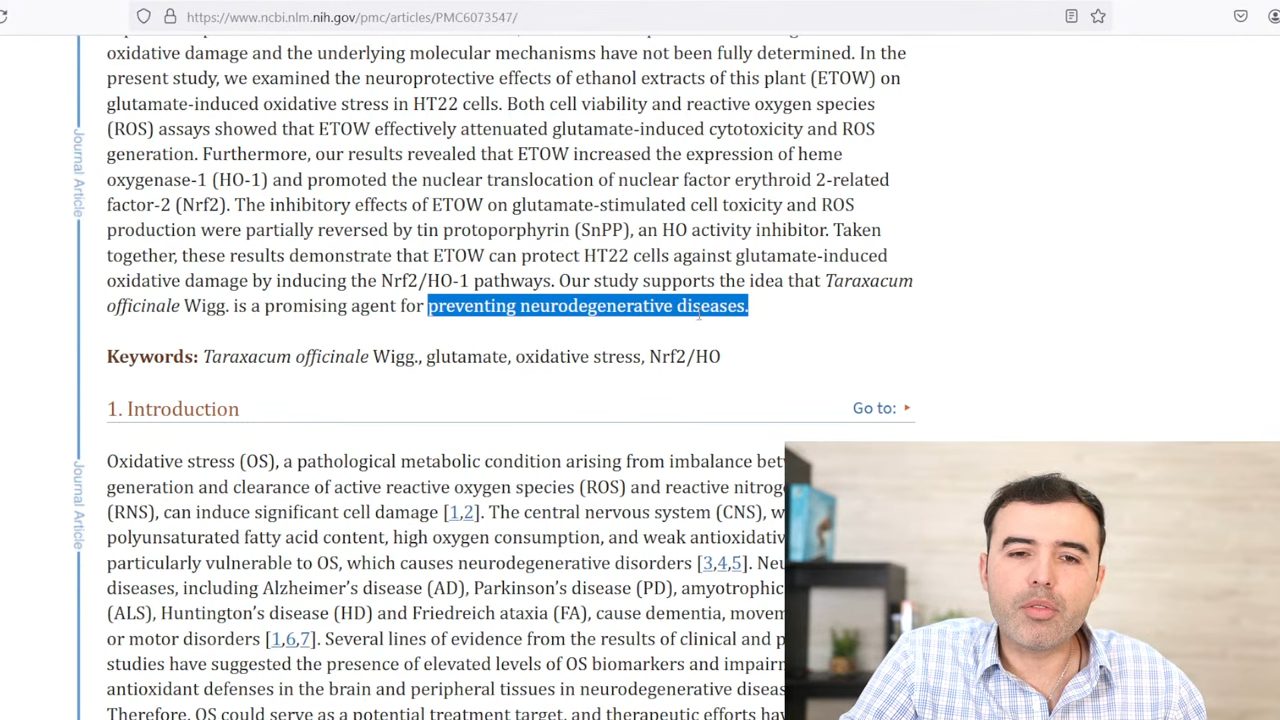 https://www.ncbi.nlm.nih.gov/pmc/articles/PMC6073547/
oxidative damage and the underlying molecular mechanisms have not been fully determined. In the
present study, we examined the neuroprotective effects of ethanol extracts of this plant (ETOW) on
glutamate-induced oxidative stress in HT22 cells. Both cell viability and reactive oxygen species
(ROS) assays showed that ETOW effectively attenuated glutamate-induced cytotoxicity and ROS
generation. Furthermore, our results revealed that ETOW increased the expression of heme
oxygenase-1 (HO-1) and promoted the nuclear translocation of nuclear factor erythroid 2-related
factor-2 (Nrf2). The inhibitory effects of ETOW on glutamate-stimulated cell toxicity and ROS
production were partially reversed by tin protoporphyrin (SnPP), an HO activity inhibitor. Taken
together, these results demonstrate that ETOW can protect HT22 cells against glutamate-induced
oxidative damage by inducing the Nrf2/HO-1 pathways. Our study supports the idea that Taraxacum
officinale Wigg. is a promising agent for preventing neurodegenerative diseases.
Keywords: Taraxacum officinale Wigg., glutamate, oxidative stress, Nrf2/HO
1. Introduction
Go to:
Oxidative stress (OS), a pathological metabolic condition arising from imbalance
generation and clearance of active reactive oxygen species (ROS) and reactive
(RNS), can induce significant cell damage [1,2]. The central nervous system (CNS),
polyunsaturated fatty acid content, high oxygen consumption, and weak
particularly vulnerable to OS, which causes neurodegenerative disorders [3,4,5].
diseases, including Alzheimer's disease (AD), Parkinson's disease (PD), amyotrophic
(ALS), Huntington's disease (HD) and Friedreich ataxia (FA), cause dementia,
or motor disorders [1,6,7]. Several lines of evidence from the results of clinical and
studies have suggested the presence of elevated levels of OS biomarkers and
antioxidant defenses in the brain and peripheral tissues in neurodegenerative
Therefore, OS could serve as a potential treatment target, and therapeutic efforts
Journal Article
Journal Article